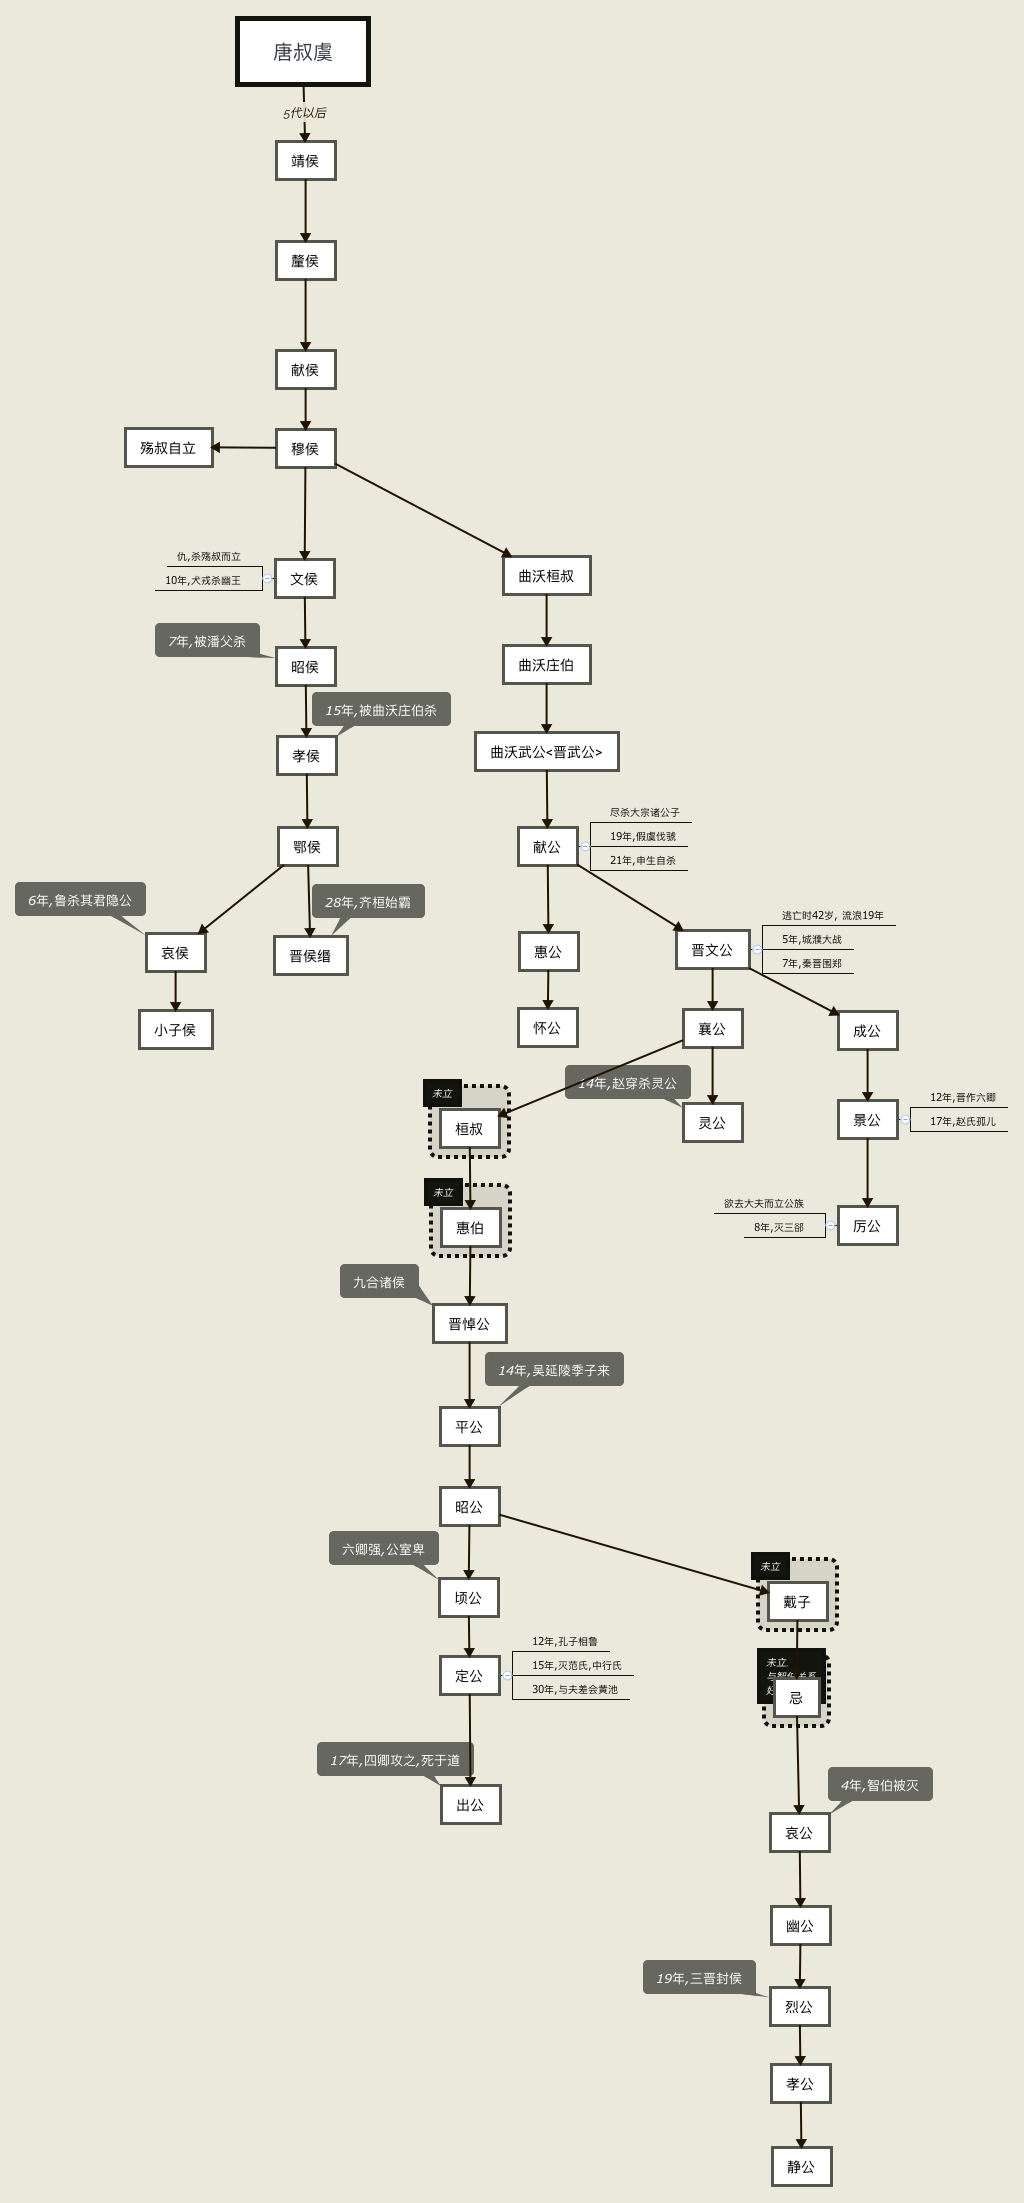 唐叔虞
5代以后
靖侯
釐侯
献侯
殇叔自立
穆侯
仇,杀殇叔而立
10年,犬戎杀幽王
文侯
曲沃桓叔
7年,被潘父杀
昭侯
曲沃庄伯
15年,被曲沃庄伯杀
孝侯
曲沃武公<晋武公>
鄂侯
献公
尽杀大宗诸公子
19年,假虞伐虢
21年,申生自杀
6年,鲁杀其君隐公
28年,齐桓始霸
哀侯
晋侯缗
惠公
晋文公
逃亡时42岁, 流浪19年
5年,城濮大战
7年,秦晋围郑
小子侯
怀公
襄公
成公
14年,赵穿杀灵公
未立
桓叔
灵公
景公
12年,晋作六卿
17年,赵氏孤儿
未立
惠伯
欲去大夫而立公族
8年,灭三郤
厉公
九合诸侯
晋悼公
14年,吴延陵季子来
平公
昭公
六卿强,公室卑
顷公
未立
戴子
定公
12年,孔子相鲁
15年,灭范氏,中行氏
30年,与夫差会黄池
未立,
与智伯关系
好
忌
17年,四卿攻之,死于道
出公
4年,智伯被灭
哀公
幽公
19年,三晋封侯
烈公
孝公
静公